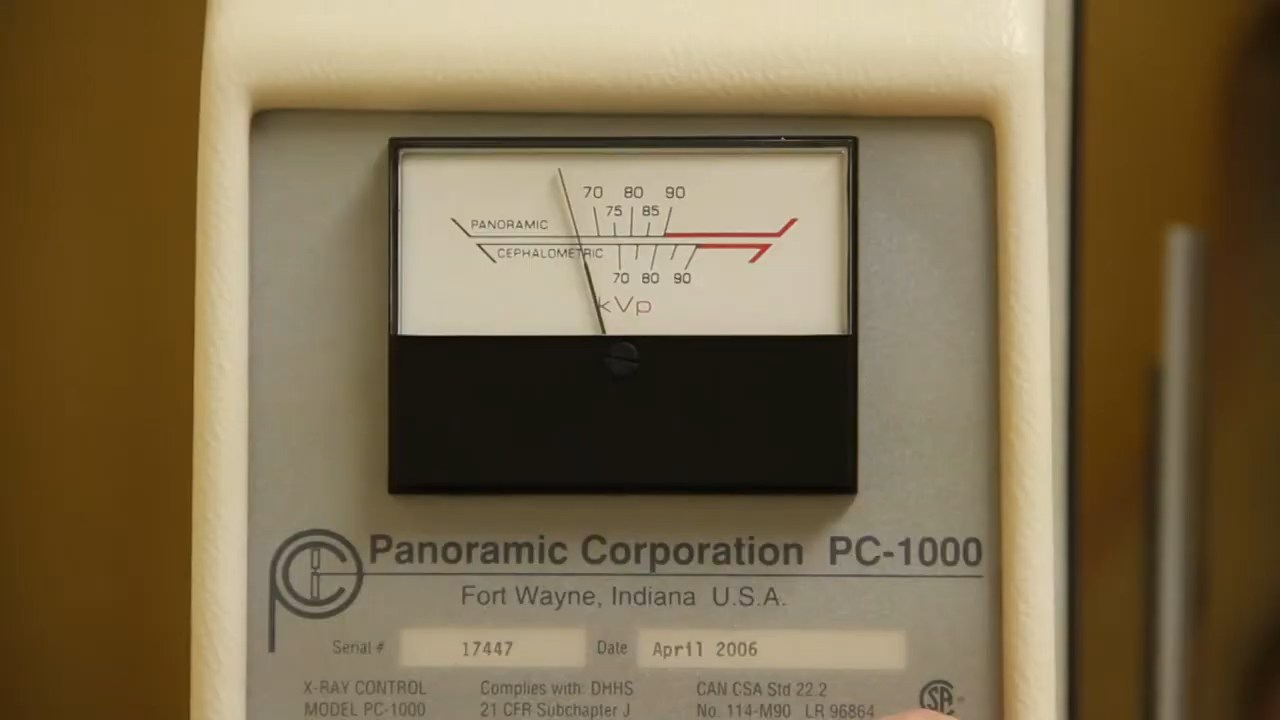 70 80 90
75 85
PANORAMIC
CEPHALOMETRIC
70 80 90
kVp
Panoramic Corporation PC-1000
Fort Wayne, Indiana U.S.A.
Serial # 17447 Date April 2006
X-RAY CONTROL Complies with: DHHS CAN CSA Std 22.2
MODEL PC-1000 21 CFR Subchapter J No. 114-M90 LR 96864